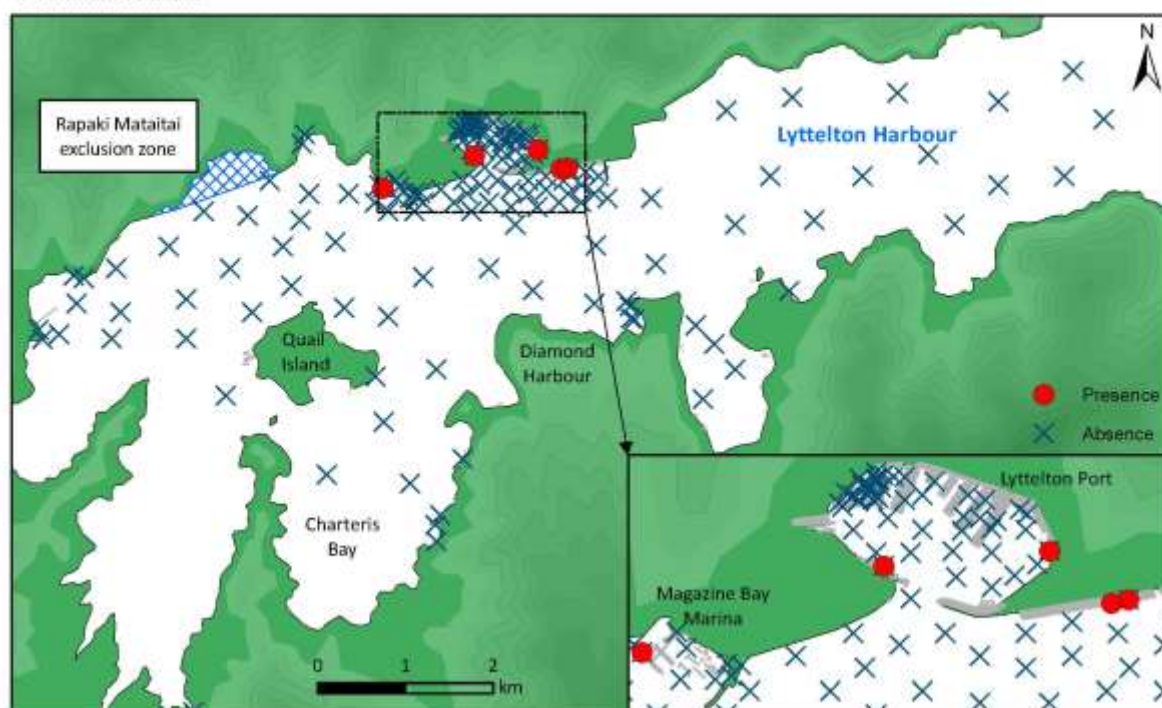 N
Rapaki Mataitai
exclusion zone
Lyttelton Harbour
Quail
Island
Diamond
Harbour
Presence
Absence
Charteris
Bay
Lyttelton Port
Magazine Bay
Marina
0 1 2
km